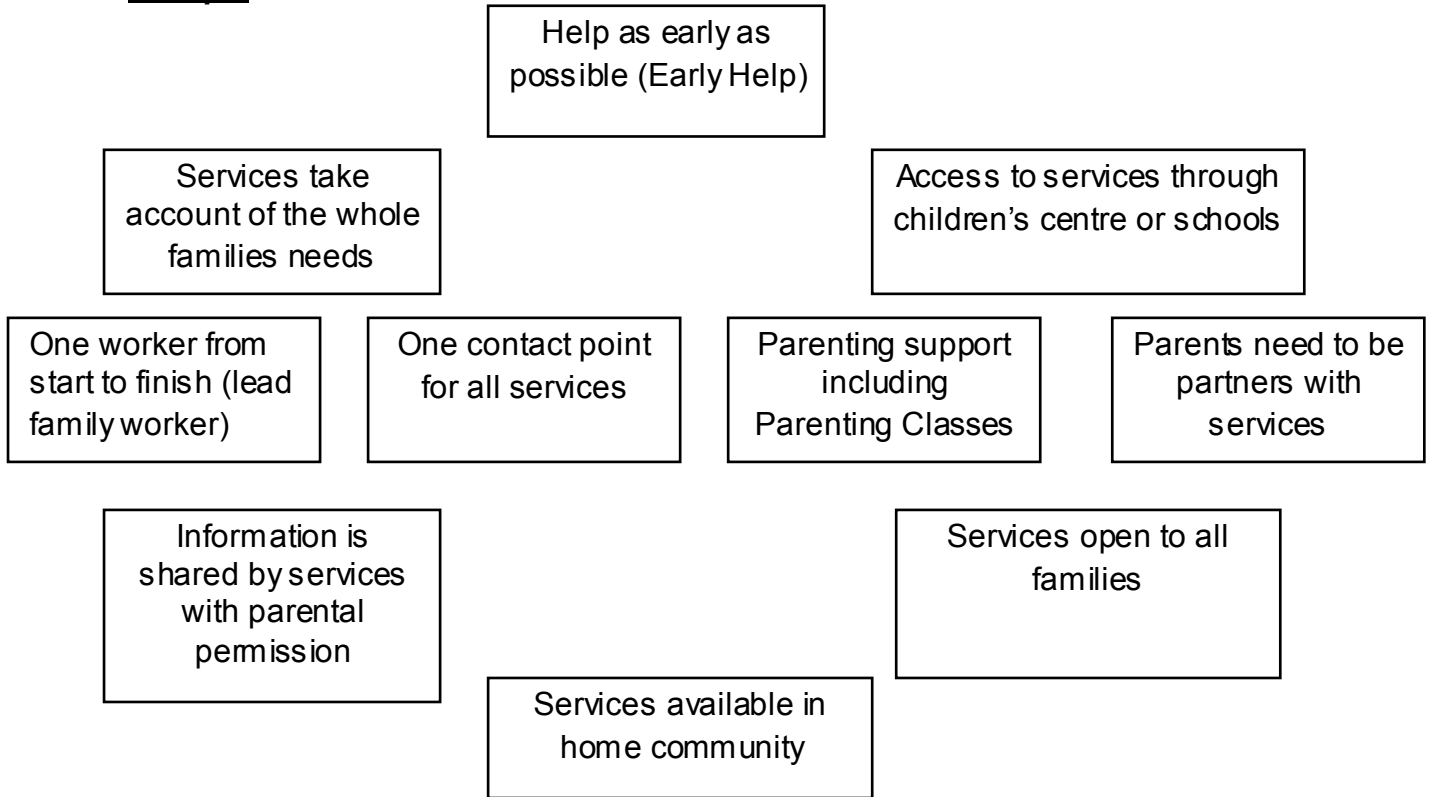 Help as early as
possible (Early Help)
Services take
account of the whole
families needs
Access to services through
children's centre or schools
One worker from
start to finish (lead
family worker)
One contact point
for all services
Parenting support
including
Parenting Classes
Parents need to be
partners with
services
Information is
shared by services
with parental
permission
Services open to all
families
Services available in
home community